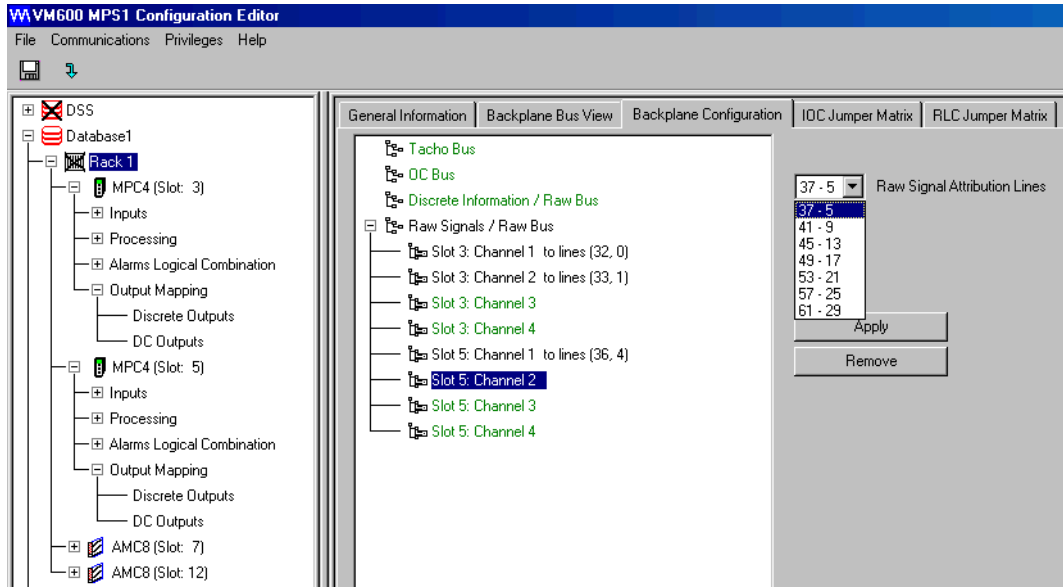 VM600 MPS1 Configuration Editor
File Communications Privileges Help
DSS
Database1
Rack 1
MPC4 (Slot: 3)
Inputs
Processing
Alarms Logical Combination
Output Mapping
Discrete Outputs
DC Outputs
MPC4 (Slot: 5)
Inputs
Processing
Alarms Logical Combination
Output Mapping
Discrete Outputs
DC Outputs
AMC8 (Slot: 7)
AMC8 (Slot: 12)
General Information Backplane Bus View Backplane Configuration IOC Jumper Matrix RLC Jumper Matrix
Tacho Bus
OC Bus
Discrete Information / Raw Bus
Raw Signals / Raw Bus
Slot 3: Channel 1 to lines (32, 0)
Slot 3: Channel 2 to lines (33, 1)
Slot 3: Channel 3
Slot 3: Channel 4
Slot 5: Channel 1 to lines (36, 4)
Slot 5: Channel 2
Slot 5: Channel 3
Slot 5: Channel 4
37 - 5 Raw Signal Attribution Lines
37 - 5
41 - 9
45 - 13
49 - 17
53 - 21
57 - 25
61 - 29
Apply
Remove